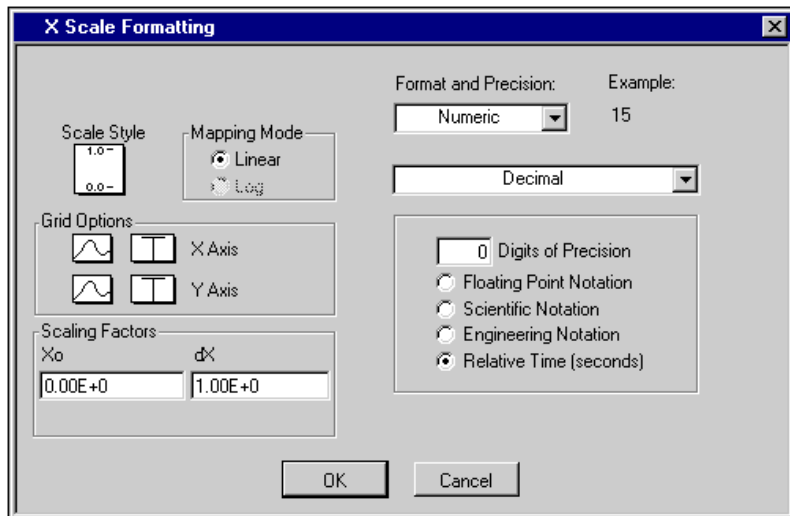 X Scale Formatting
Format and Precision:
Example:
Numeric
15
Scale Style
1.0
0.0
Mapping Mode
Linear
Log
Decimal
Grid Options
X Axis
Y Axis
0 Digits of Precision
Floating Point Notation
Scientific Notation
Engineering Notation
Relative Time (seconds)
Scaling Factors
Xo
dX
0.00E+0
1.00E+0
OK
Cancel